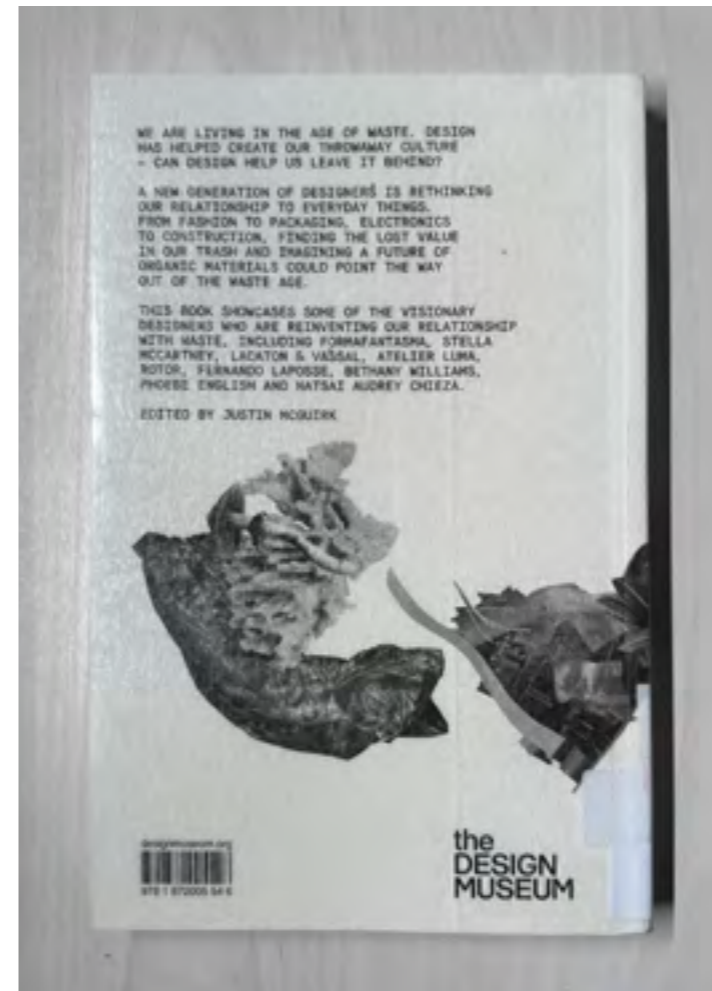 WE ARE LIVING IN THE AGE OF WASTE. DESIGN
HAS HELPED CREATE OUR THROWAWAY CULTURE
– CAN DESIGN HELP US LEAVE IT BEHIND?
A NEW GENERATION OF DESIGNERS IS RETHINKING
OUR RELATIONSHIP TO EVERYDAY THINGS.
FROM FASHION TO PACKAGING, ELECTRONICS
TO CONSTRUCTION, FINDING THE LOST VALUE
IN OUR TRASH AND IMAGINING A FUTURE OF
ORGANIC MATERIALS COULD POINT THE WAY
OUT OF THE WASTE AGE.
THIS BOOK SHOWCASES SOME OF THE VISIONARY
DESIGNERS WHO ARE REINVENTING OUR RELATIONSHIP
WITH WASTE, INCLUDING FORMAFANTASMA, STELLA
MCCARTNEY, LACATON & VASSAL, ATELIER LUMA,
ROTOR, FERNANDO LAPOSSE, BETHANY WILLIAMS,
PHOEBE ENGLISH AND NATSAI AUDREY CHIEZA.
EDITED BY JUSTIN MCGUIRK
designmuseum.org
978 1 872005 54 6
the
DESIGN
MUSEUM